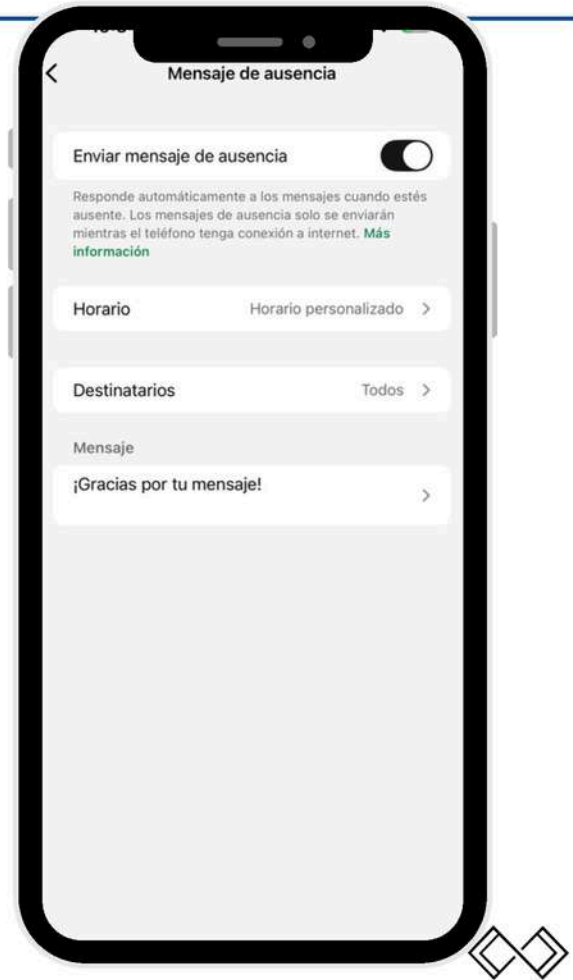 Mensaje de ausencia
Enviar mensaje de ausencia
Responde automáticamente a los mensajes cuando estés
ausente. Los mensajes de ausencia solo se enviarán
mientras el teléfono tenga conexión a internet. Más
información
Horario
Horario personalizado
Destinatarios
Todos
Mensaje
¡Gracias por tu mensaje!